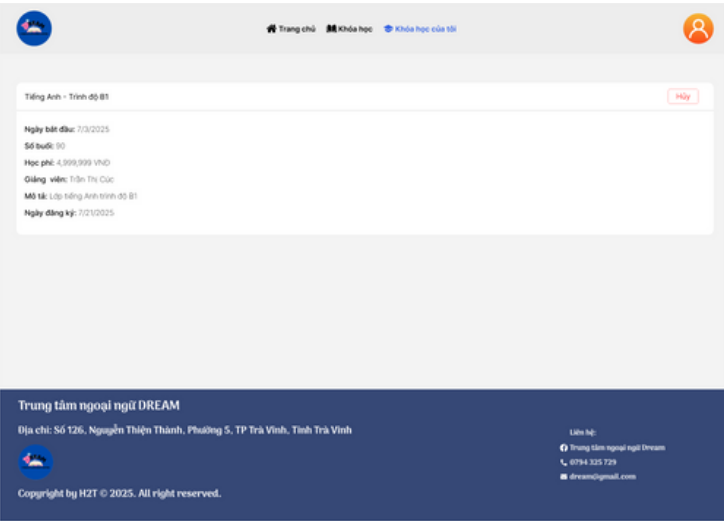 Trang chủ Khóa học Khóa học của tôi
Tiếng Anh - Trình độ B1
Hủy
Ngày bắt đầu: 7/3/2025
Số buổi: 90
Học phí: 4,999,999 VND
Giảng viên: Trần Thị Cúc
Mô tả: Lớp tiếng Anh trình độ B1
Ngày đăng ký: 7/21/2025
Trung tâm ngoại ngữ DREAM
Địa chỉ: Số 126, Nguyễn Thiện Thành, Phường 5, TP Trà Vinh, Tỉnh Trà Vinh
Copyright by H2T © 2025. All right reserved.
Liên hệ:
Trung tâm ngoại ngữ Dream
0794 325 729
dream@gmail.com